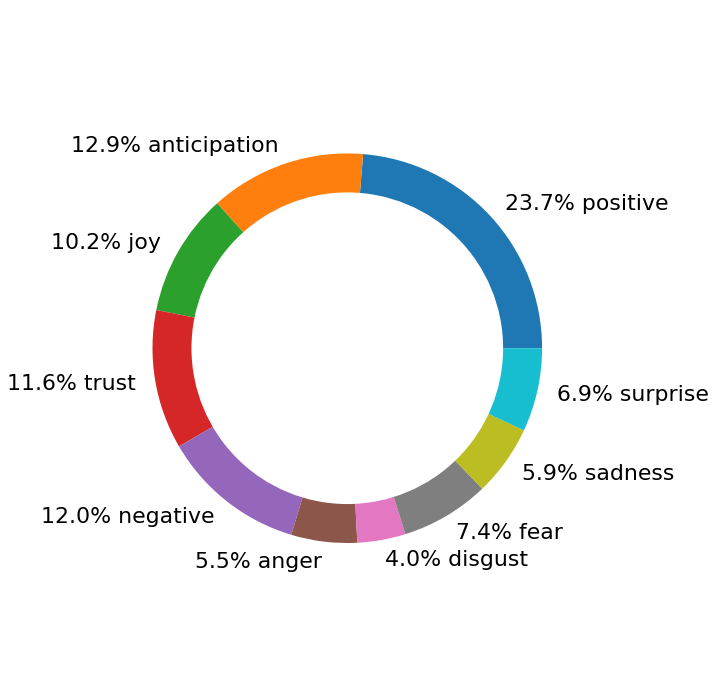 12.9% anticipation
23.7% positive
10.2% joy
11.6% trust
6.9% surprise
5.9% sadness
12.0% negative
7.4% fear
5.5% anger
4.0% disgust